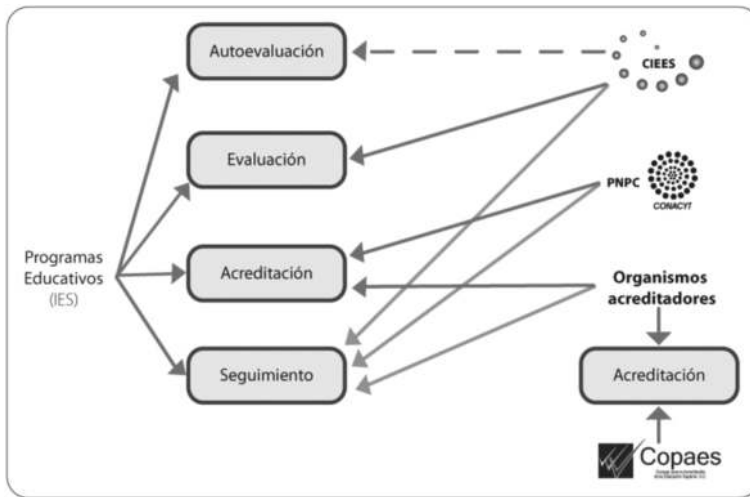 Autoevaluación
CIEES
Evaluación
PNPC
CONACYT
Programas
Educativos
(IES)
Acreditación
Organismos
acreditadores
Seguimiento
Acreditación
Copaes